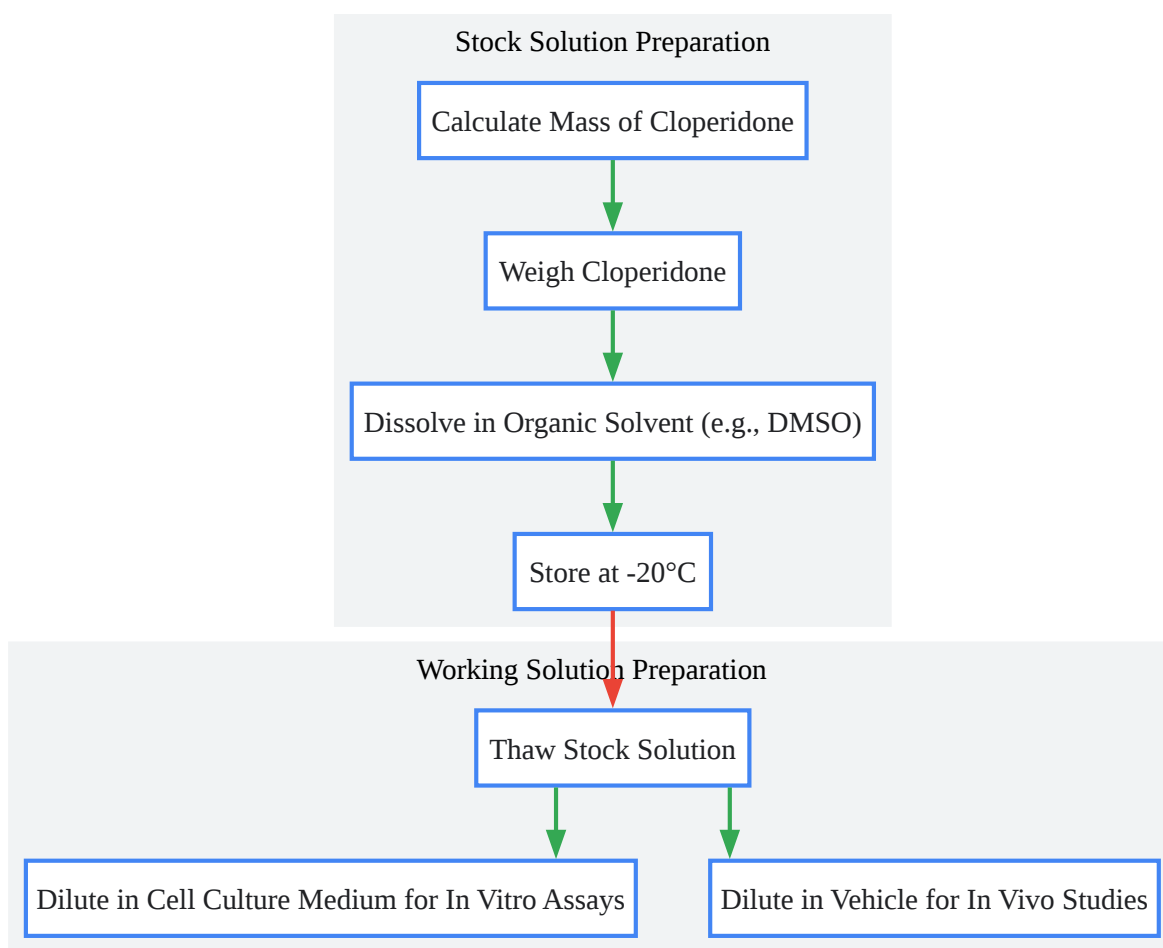 Stock Solution Preparation
Calculate Mass of Cloperidone
Weigh Cloperidone
Dissolve in Organic Solvent (e.g., DMSO)
Store at -20°C
Working Solution Preparation
Thaw Stock Solution
Dilute in Cell Culture Medium for In Vitro Assays
Dilute in Vehicle for In Vivo Studies